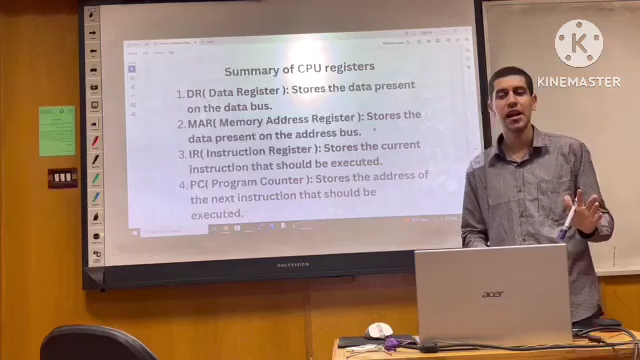 Summary of CPU registers
1. DR( Data Register ): Stores the data present
on the data bus.
2. MAR( Memory Address Register ): Stores the
data present on the address bus.
3. IR( Instruction Register ): Stores the current
instruction that should be executed.
4. PC( Program Counter ): Stores the address of
the next instruction that should be
executed.
POLYVISION
acer
K
KINEMASTER